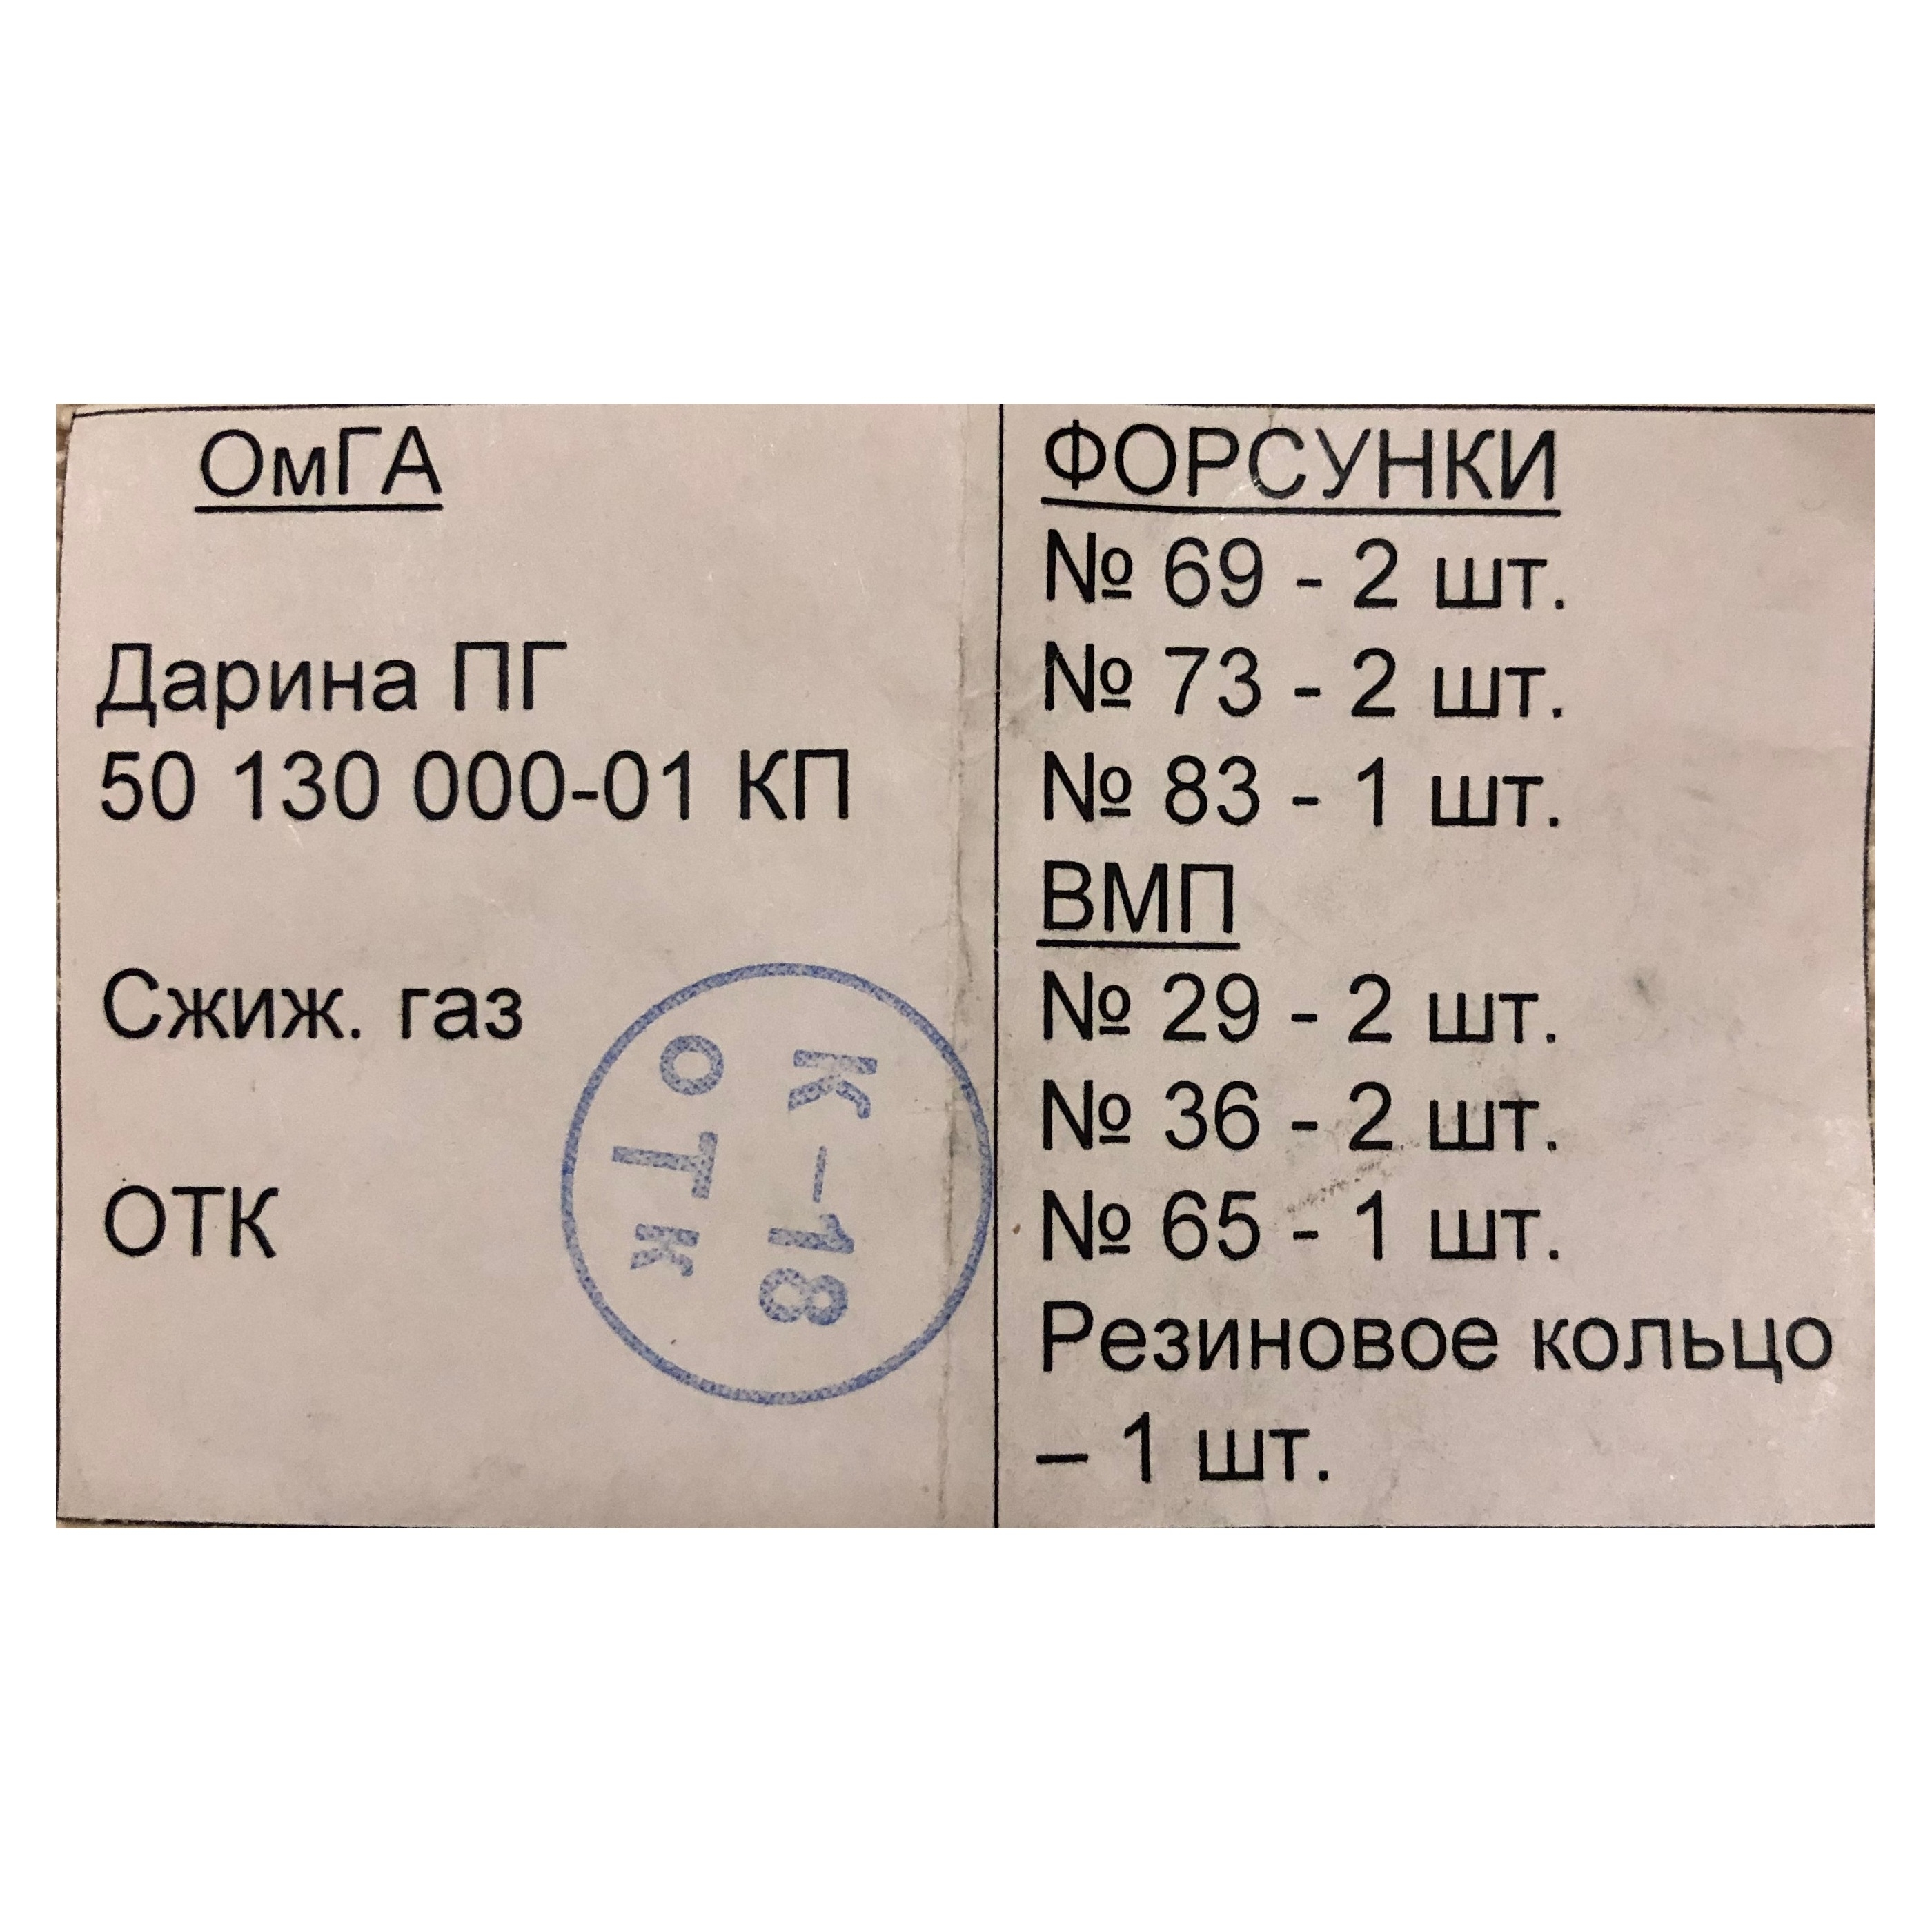 ОмГА
Дарина ПГ
50 130 000-01 КП
Сжиж. газ
ОТК
К-18
ОТК
ФОРСУНКИ
№ 69 - 2 шт.
№ 73 - 2 шт.
№ 83 - 1 шт.
ВМП
№ 29 - 2 шт.
№ 36 - 2 шт.
№ 65 - 1 шт.
Резиновое кольцо
– 1 шт.